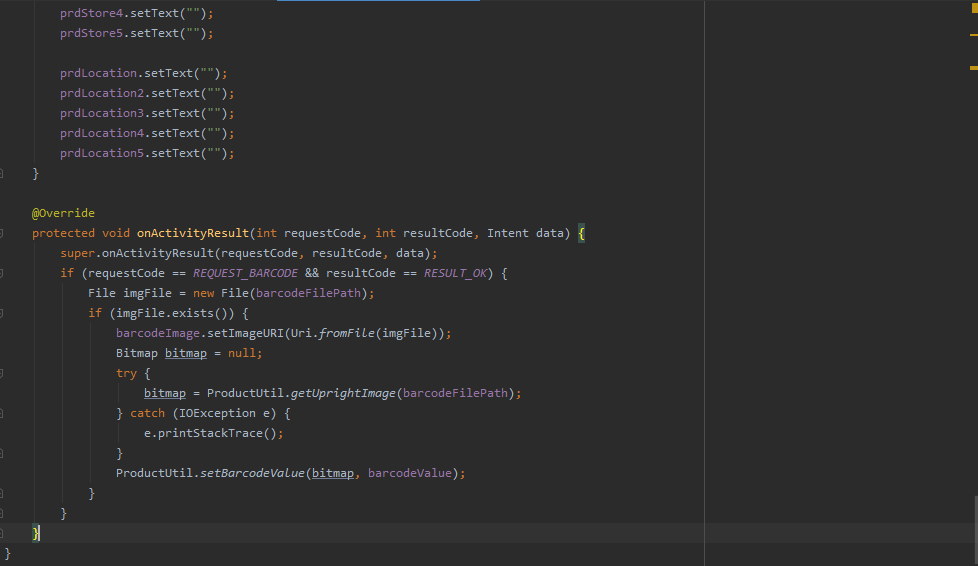 prdStore4.setText("");
prdStore5.setText("");
prdLocation.setText("");
prdLocation2.setText("");
prdLocation3.setText("");
prdLocation4.setText("");
prdLocation5.setText("");
}
@Override
protected void onActivityResult(int requestCode, int resultCode, Intent data) {
super.onActivityResult(requestCode, resultCode, data);
if (requestCode == REQUEST_BARCODE && resultCode == RESULT_OK) {
File imgFile = new File(barcodeFilePath);
if (imgFile.exists()) {
barcodeImage.setImageURI(Uri.fromFile(imgFile));
Bitmap bitmap = null;
try {
bitmap = ProductUtil.getUprightImage(barcodeFilePath);
} catch (IOException e) {
e.printStackTrace();
}
ProductUtil.setBarcodeValue(bitmap, barcodeValue);
}
}
}
}